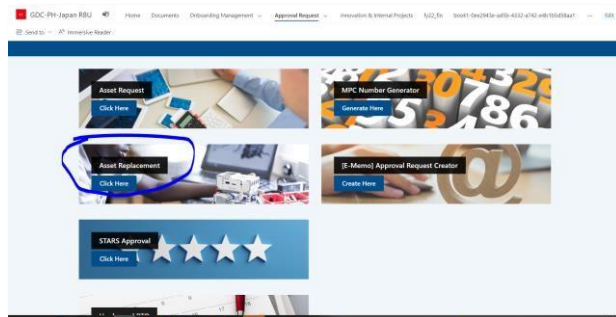 GDC-PH-Japan RBU Home Documents Onboarding Management Approval Request Innovation & Internal Projects fy22_fin Edit
Send to Immersive Reader
Asset Request
Click Here
MPC Number Generator
Generate Here
Asset Replacement
Click Here
[E-Memo] Approval Request Creator
Create Here
STARS Approval
Click Here